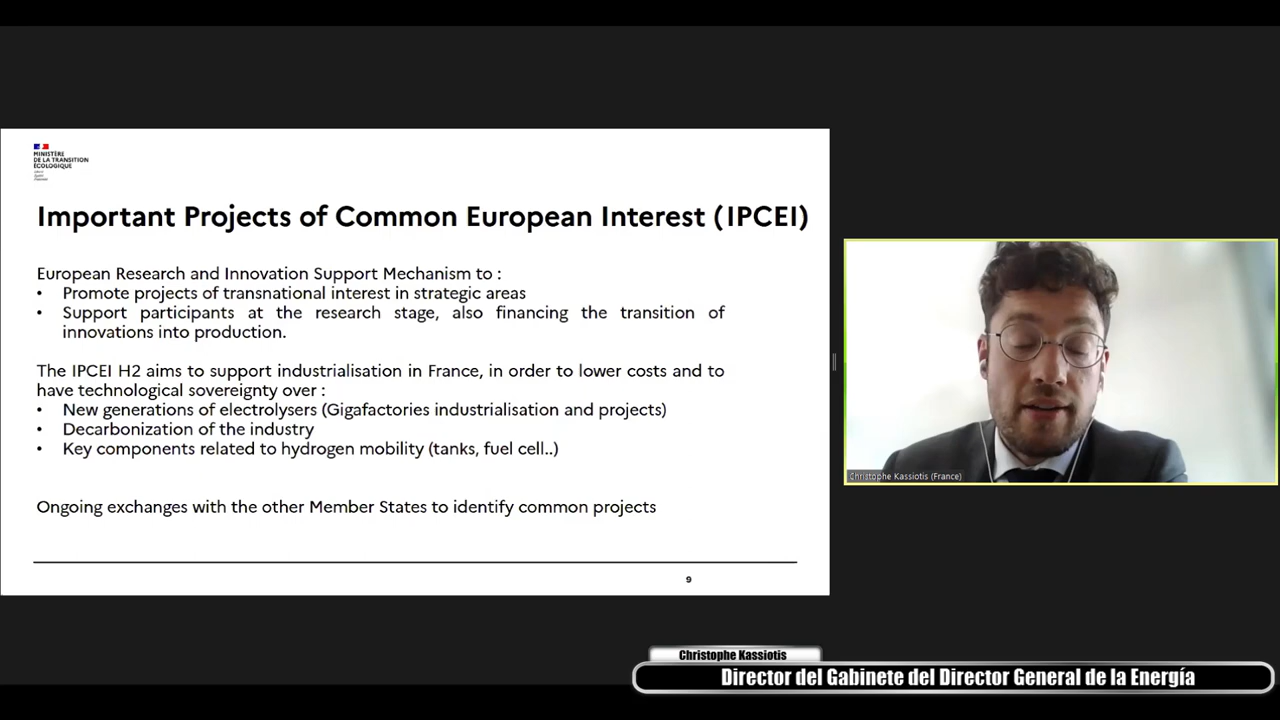 MINISTÈRE
DE LA TRANSITION
ÉCOLOGIQUE
Important Projects of Common European Interest (IPCEI)
European Research and Innovation Support Mechanism to :
• Promote projects of transnational interest in strategic areas
• Support participants at the research stage, also financing the transition of
innovations into production.
The IPCEI H2 aims to support industrialisation in France, in order to lower costs and to
have technological sovereignty over :
• New generations of electrolysers (Gigafactories industrialisation and projects)
• Decarbonization of the industry
• Key components related to hydrogen mobility (tanks, fuel cell..)
Ongoing exchanges with the other Member States to identify common projects
9
Christophe Kassiotis (France)
Christophe Kassiotis
Director del Gabinete del Director General de la Energía